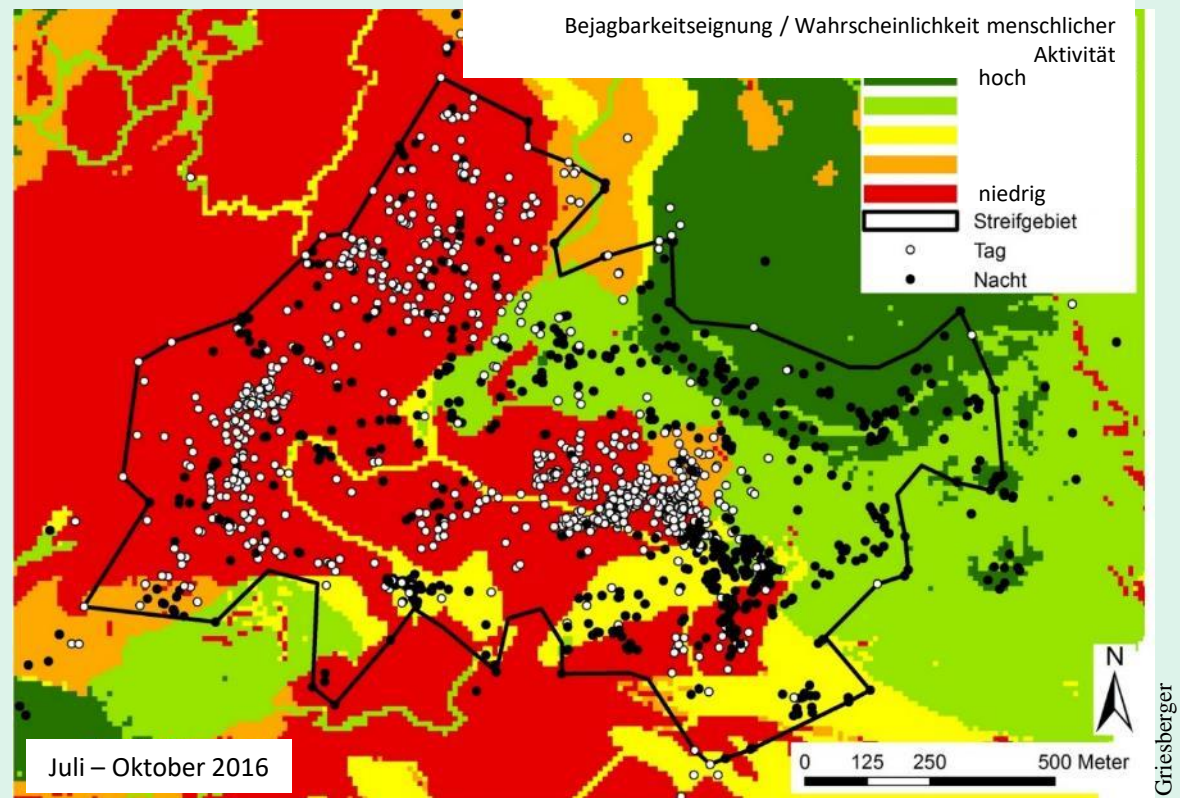 Bejagbarkeitseignung / Wahrscheinlichkeit menschlicher
Aktivität
hoch
niedrig
Streifgebiet
Tag
Nacht
N
0 125 250 500 Meter
Juli – Oktober 2016
Griesberger